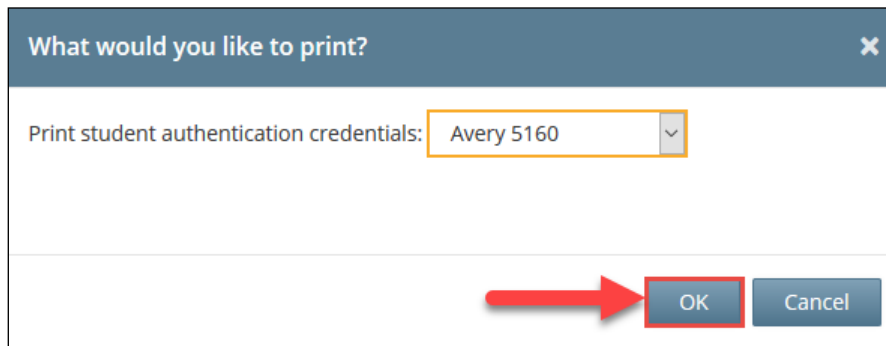 What would you like to print?
Print student authentication credentials: Avery 5160
OK Cancel